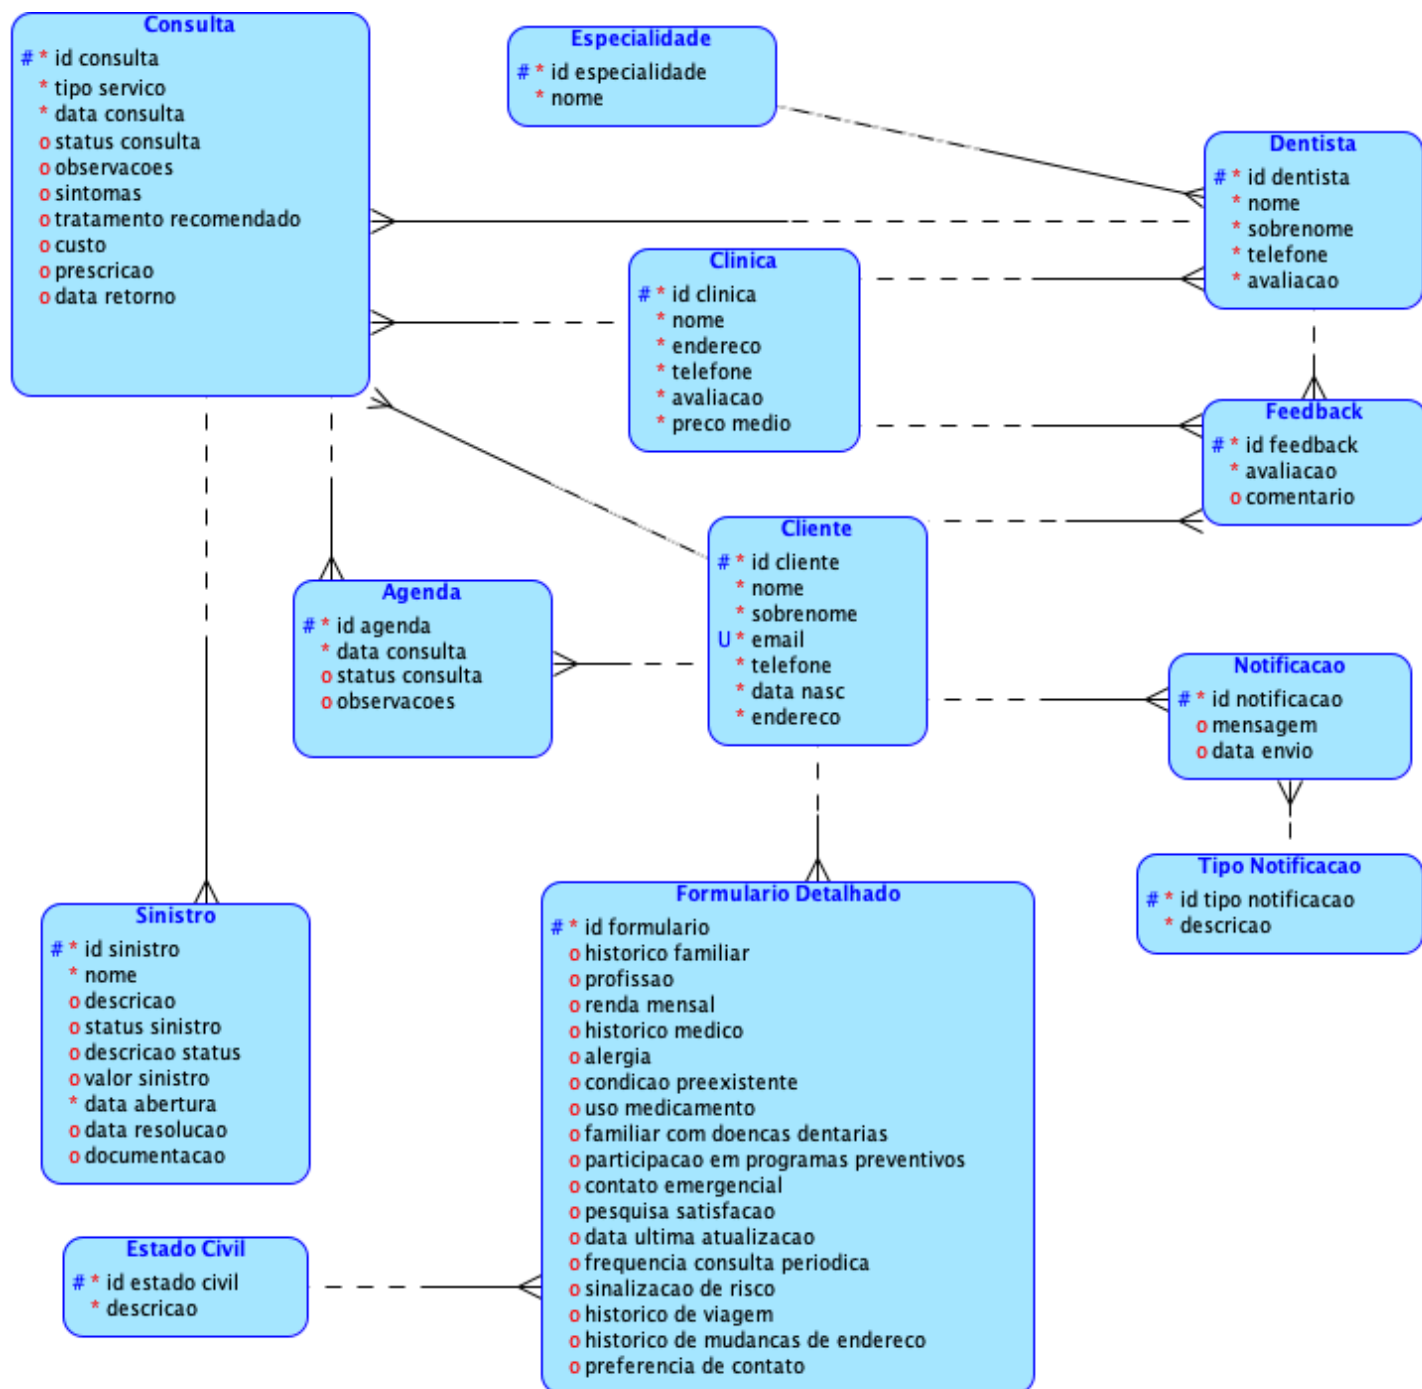 Consulta
# * id consulta
* tipo servico
* data consulta
o status consulta
o observacoes
o sintomas
o tratamento recomendado
o custo
o prescricao
o data retorno
Especialidade
# * id especialidade
* nome
Dentista
# * id dentista
* nome
* sobrenome
* telefone
* avaliacao
Clinica
# * id clinica
* nome
* endereco
* telefone
* avaliacao
* preco medio
Feedback
# * id feedback
* avaliacao
o comentario
Cliente
# * id cliente
* nome
* sobrenome
U * email
* telefone
* data nasc
* endereco
Agenda
# * id agenda
* data consulta
o status consulta
o observacoes
Notificacao
# * id notificacao
o mensagem
o data envio
Tipo Notificacao
# * id tipo notificacao
* descricao
Sinistro
# * id sinistro
* nome
o descricao
o status sinistro
o descricao status
o valor sinistro
* data abertura
o data resolucao
o documentacao
Formulario Detalhado
# * id formulario
o historico familiar
o profissao
o renda mensal
o historico medico
o alergia
o condicao preexistente
o uso medicamento
o familiar com doencas dentarias
o participacao em programas preventivos
o contato emergencial
o pesquisa satisfacao
o data ultima atualizacao
o frequencia consulta periodica
o sinalizacao de risco
o historico de viagem
o historico de mudancas de endereco
o preferencia de contato
Estado Civil
# * id estado civil
* descricao